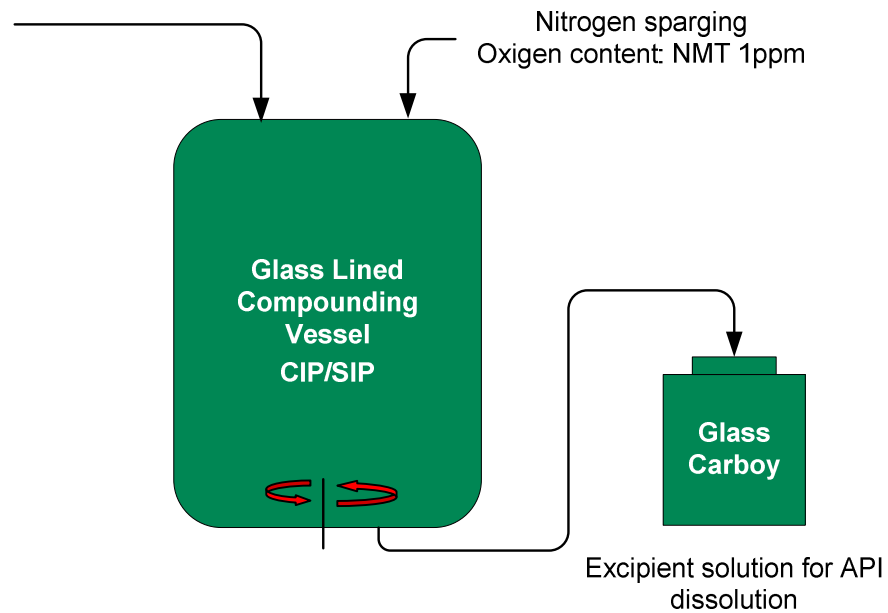 Nitrogen sparging
Oxigen content: NMT 1ppm
Glass Lined
Compounding
Vessel
CIP/SIP
Glass
Carboy
Excipient solution for API
dissolution